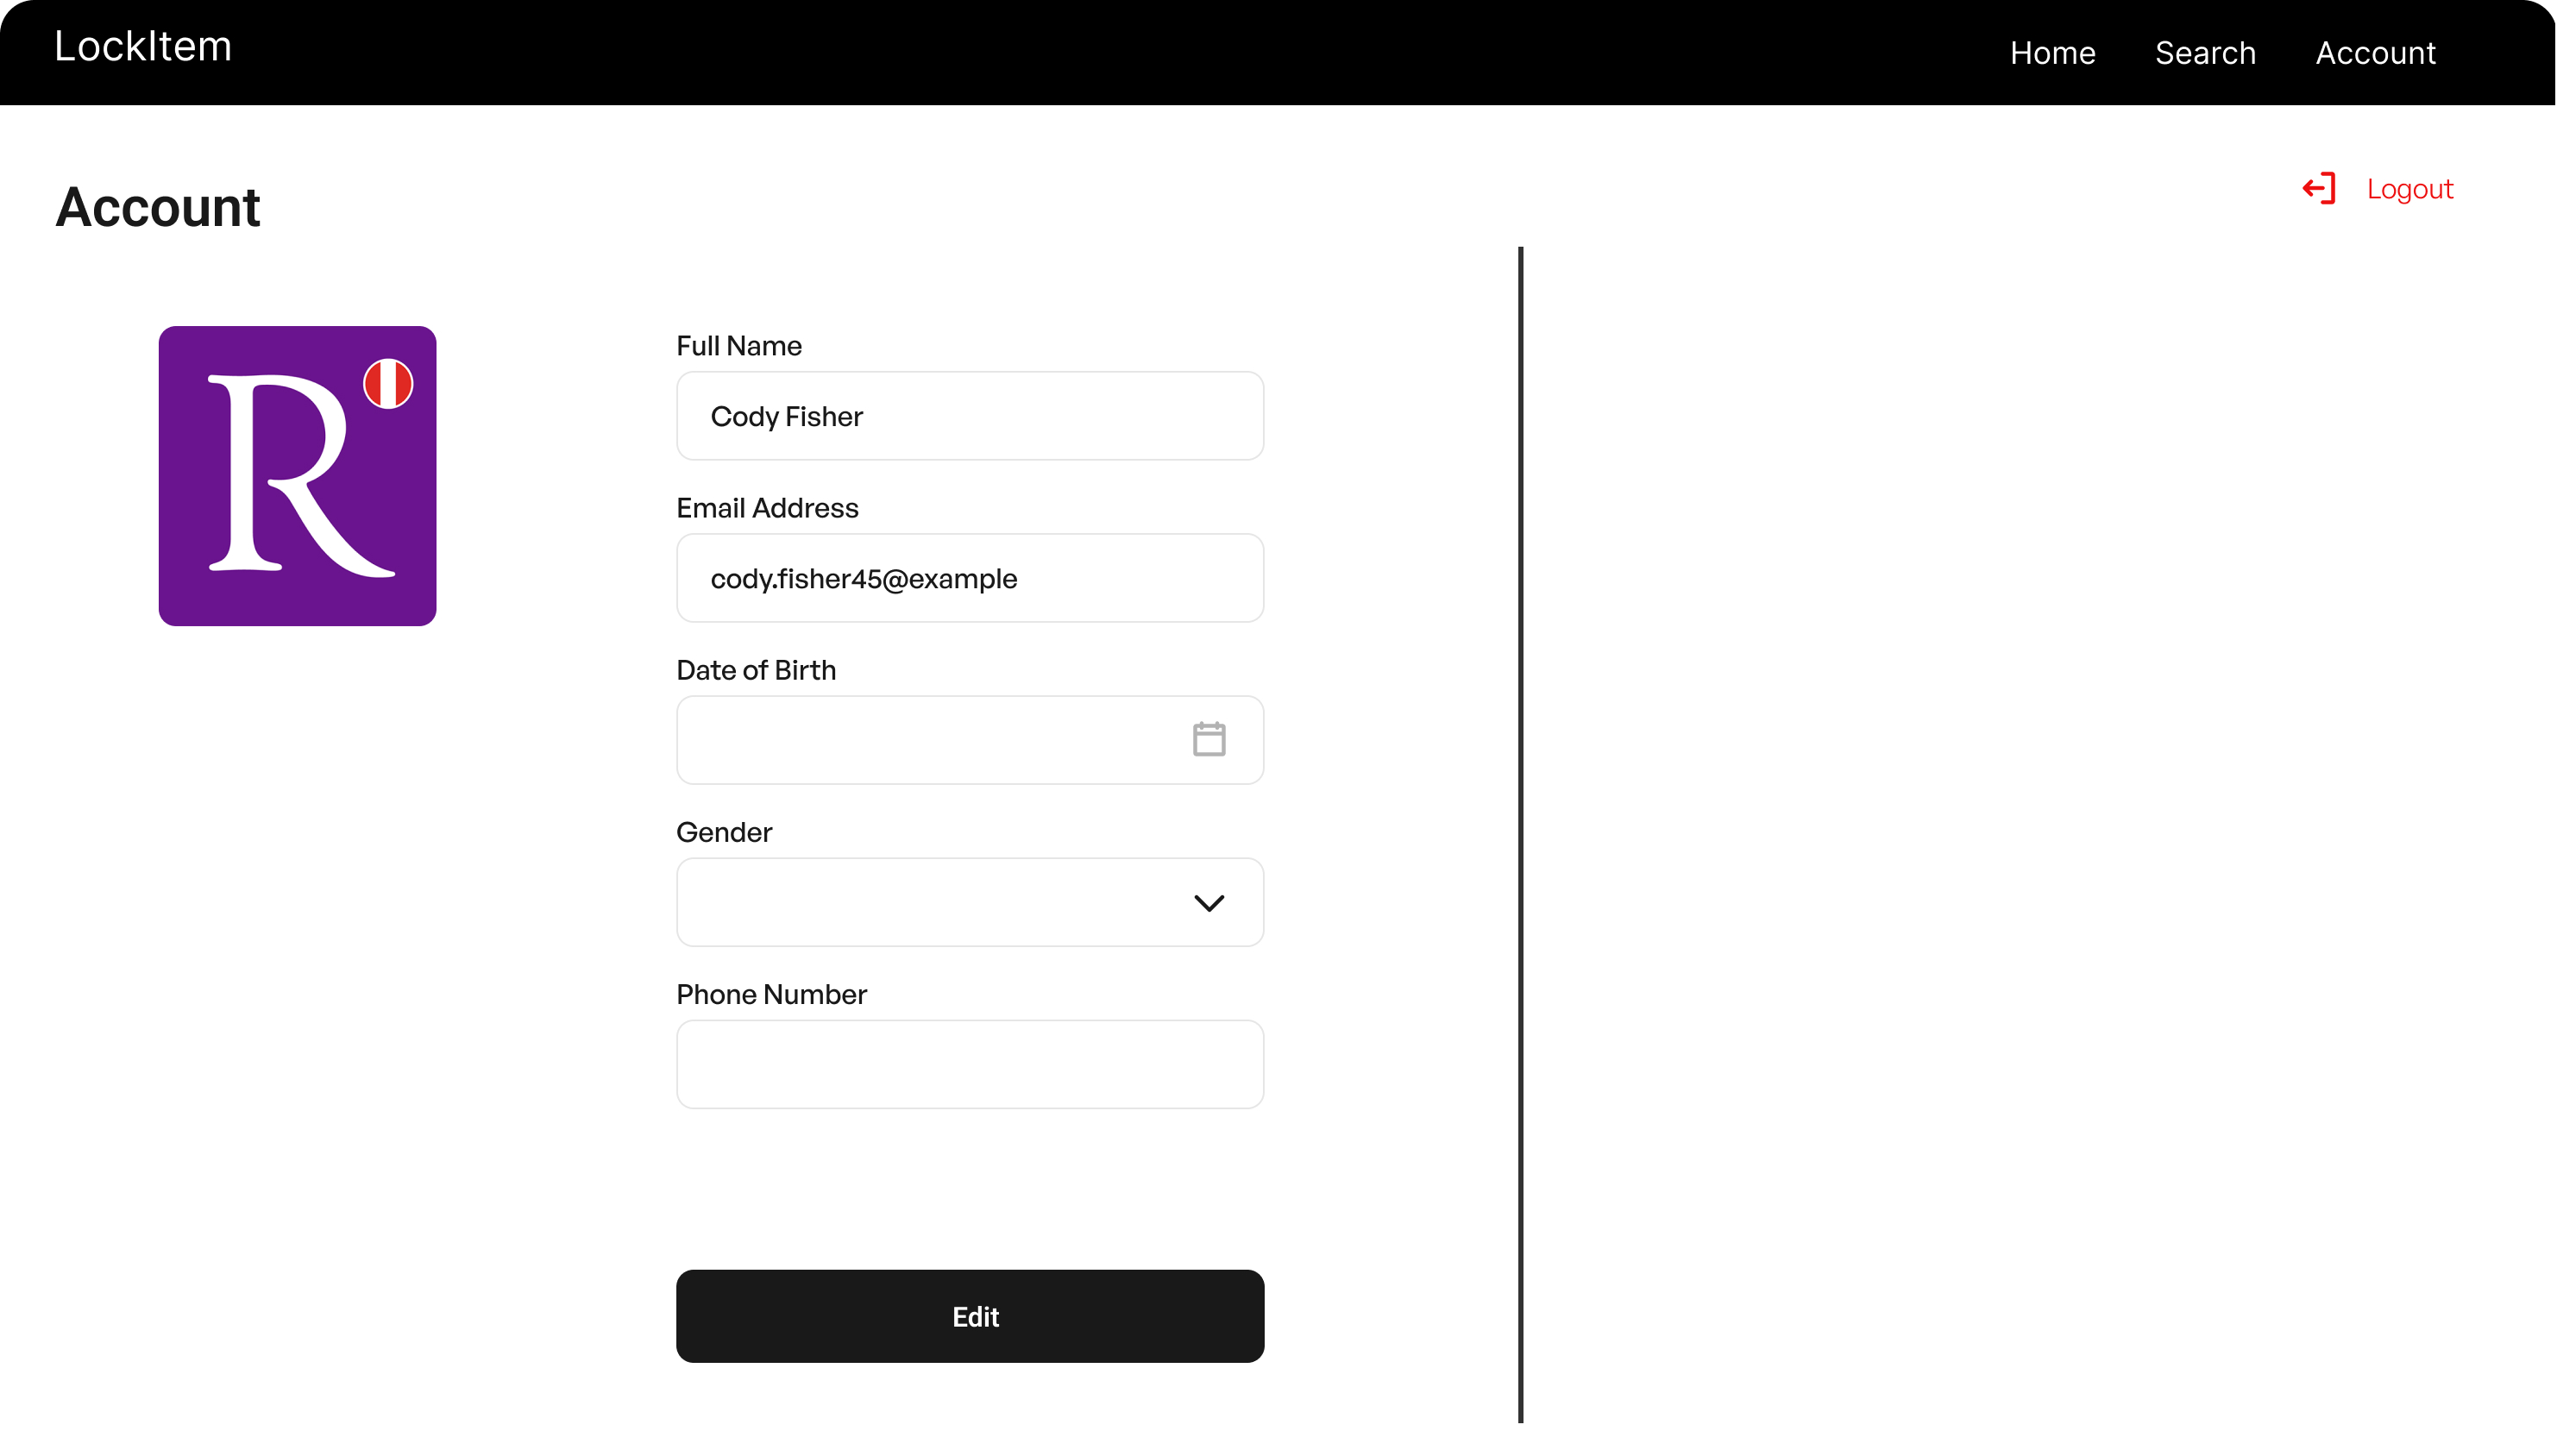 LockItem
Home Search Account
Account
Logout
R
Full Name
Cody Fisher
Email Address
cody.fisher45@example
Date of Birth
Gender
Phone Number
Edit